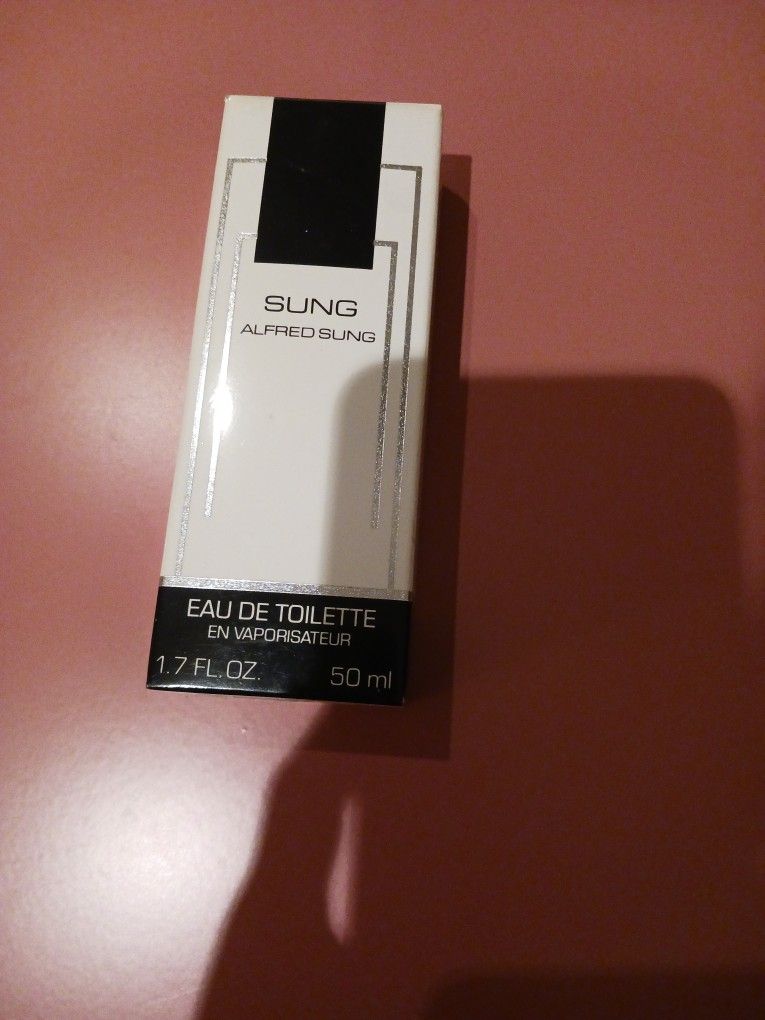 SUNG
ALFRED SUNG
EAU DE TOILETTE
EN VAPORISATEUR
1.7 FL. OZ. 50 ml